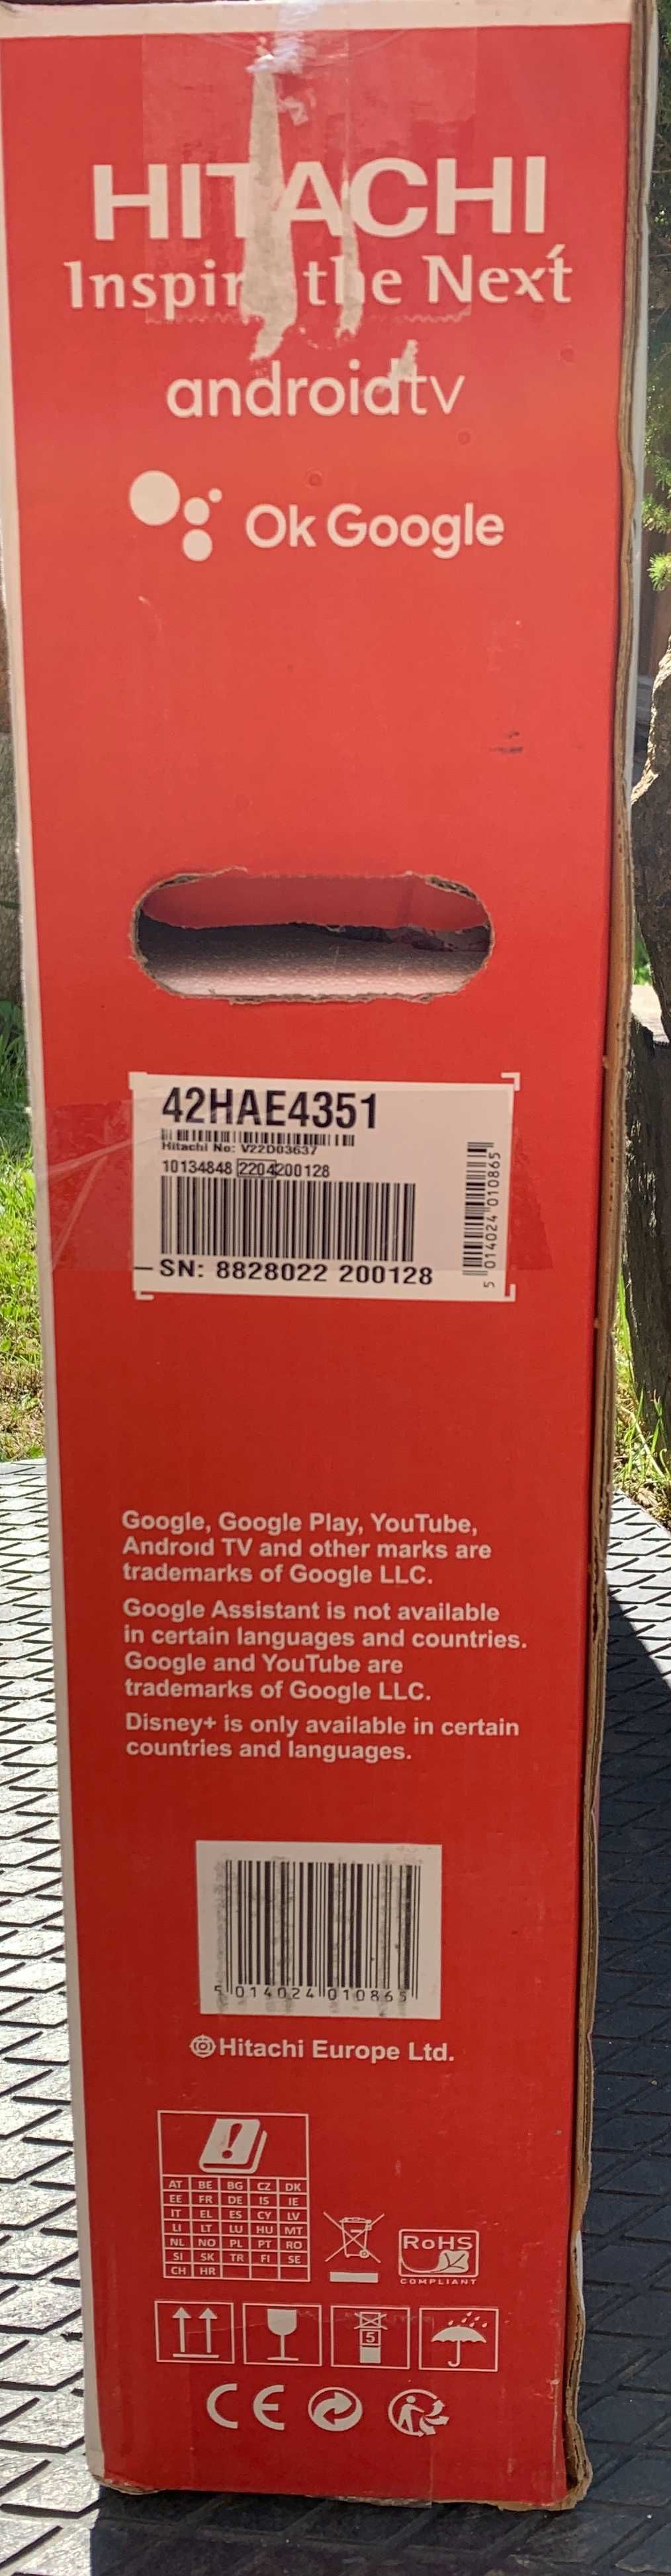 HITACHI
Inspire the Next
androidtv
Ok Google
42HAE4351
Hitachi No: V22D03637
10134848 2204200128
SN: 8828022 200128
5 014024 010865
Google, Google Play, YouTube,
Android TV and other marks are
trademarks of Google LLC.
Google Assistant is not available
in certain languages and countries.
Google and YouTube are
trademarks of Google LLC.
Disney+ is only available in certain
countries and languages.
5 014024 010865
Hitachi Europe Ltd.
!
AT BE BG CZ DK
EE FR DE IS IE
IT EL ES CY LV
LI LT LU HU MT
NL NO PL PT RO
SI SK TR FI SE
CH HR
RoHS
COMPLIANT
5
CE